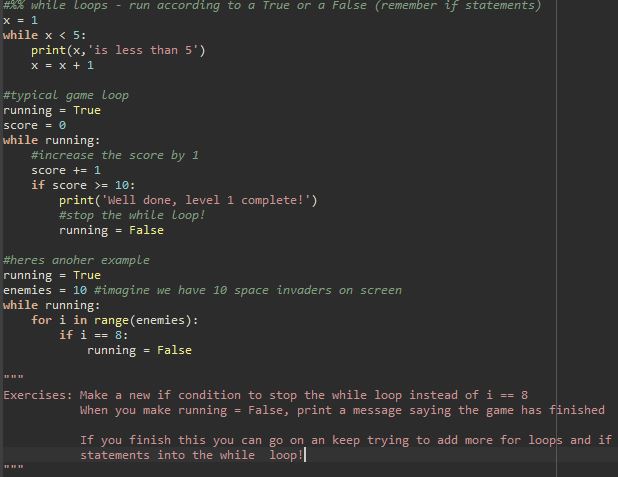 #%% while loops - run according to a True or a False (remember if statements)
x = 1
while x < 5:
    print(x,'is less than 5')
    x = x + 1

#typical game loop
running = True
score = 0
while running:
    #increase the score by 1
    score += 1
    if score >= 10:
        print('Well done, level 1 complete!')
        #stop the while loop!
        running = False

#heres anoher example
running = True
enemies = 10 #imagine we have 10 space invaders on screen
while running:
    for i in range(enemies):
        if i == 8:
            running = False

"""
Exercises: Make a new if condition to stop the while loop instead of i == 8
           When you make running = False, print a message saying the game has finished

           If you finish this you can go on an keep trying to add more for loops and if
           statements into the while  loop!
"""